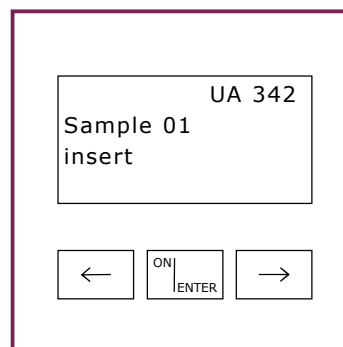 UA 342
Sample 01
insert
←
ON
ENTER
→